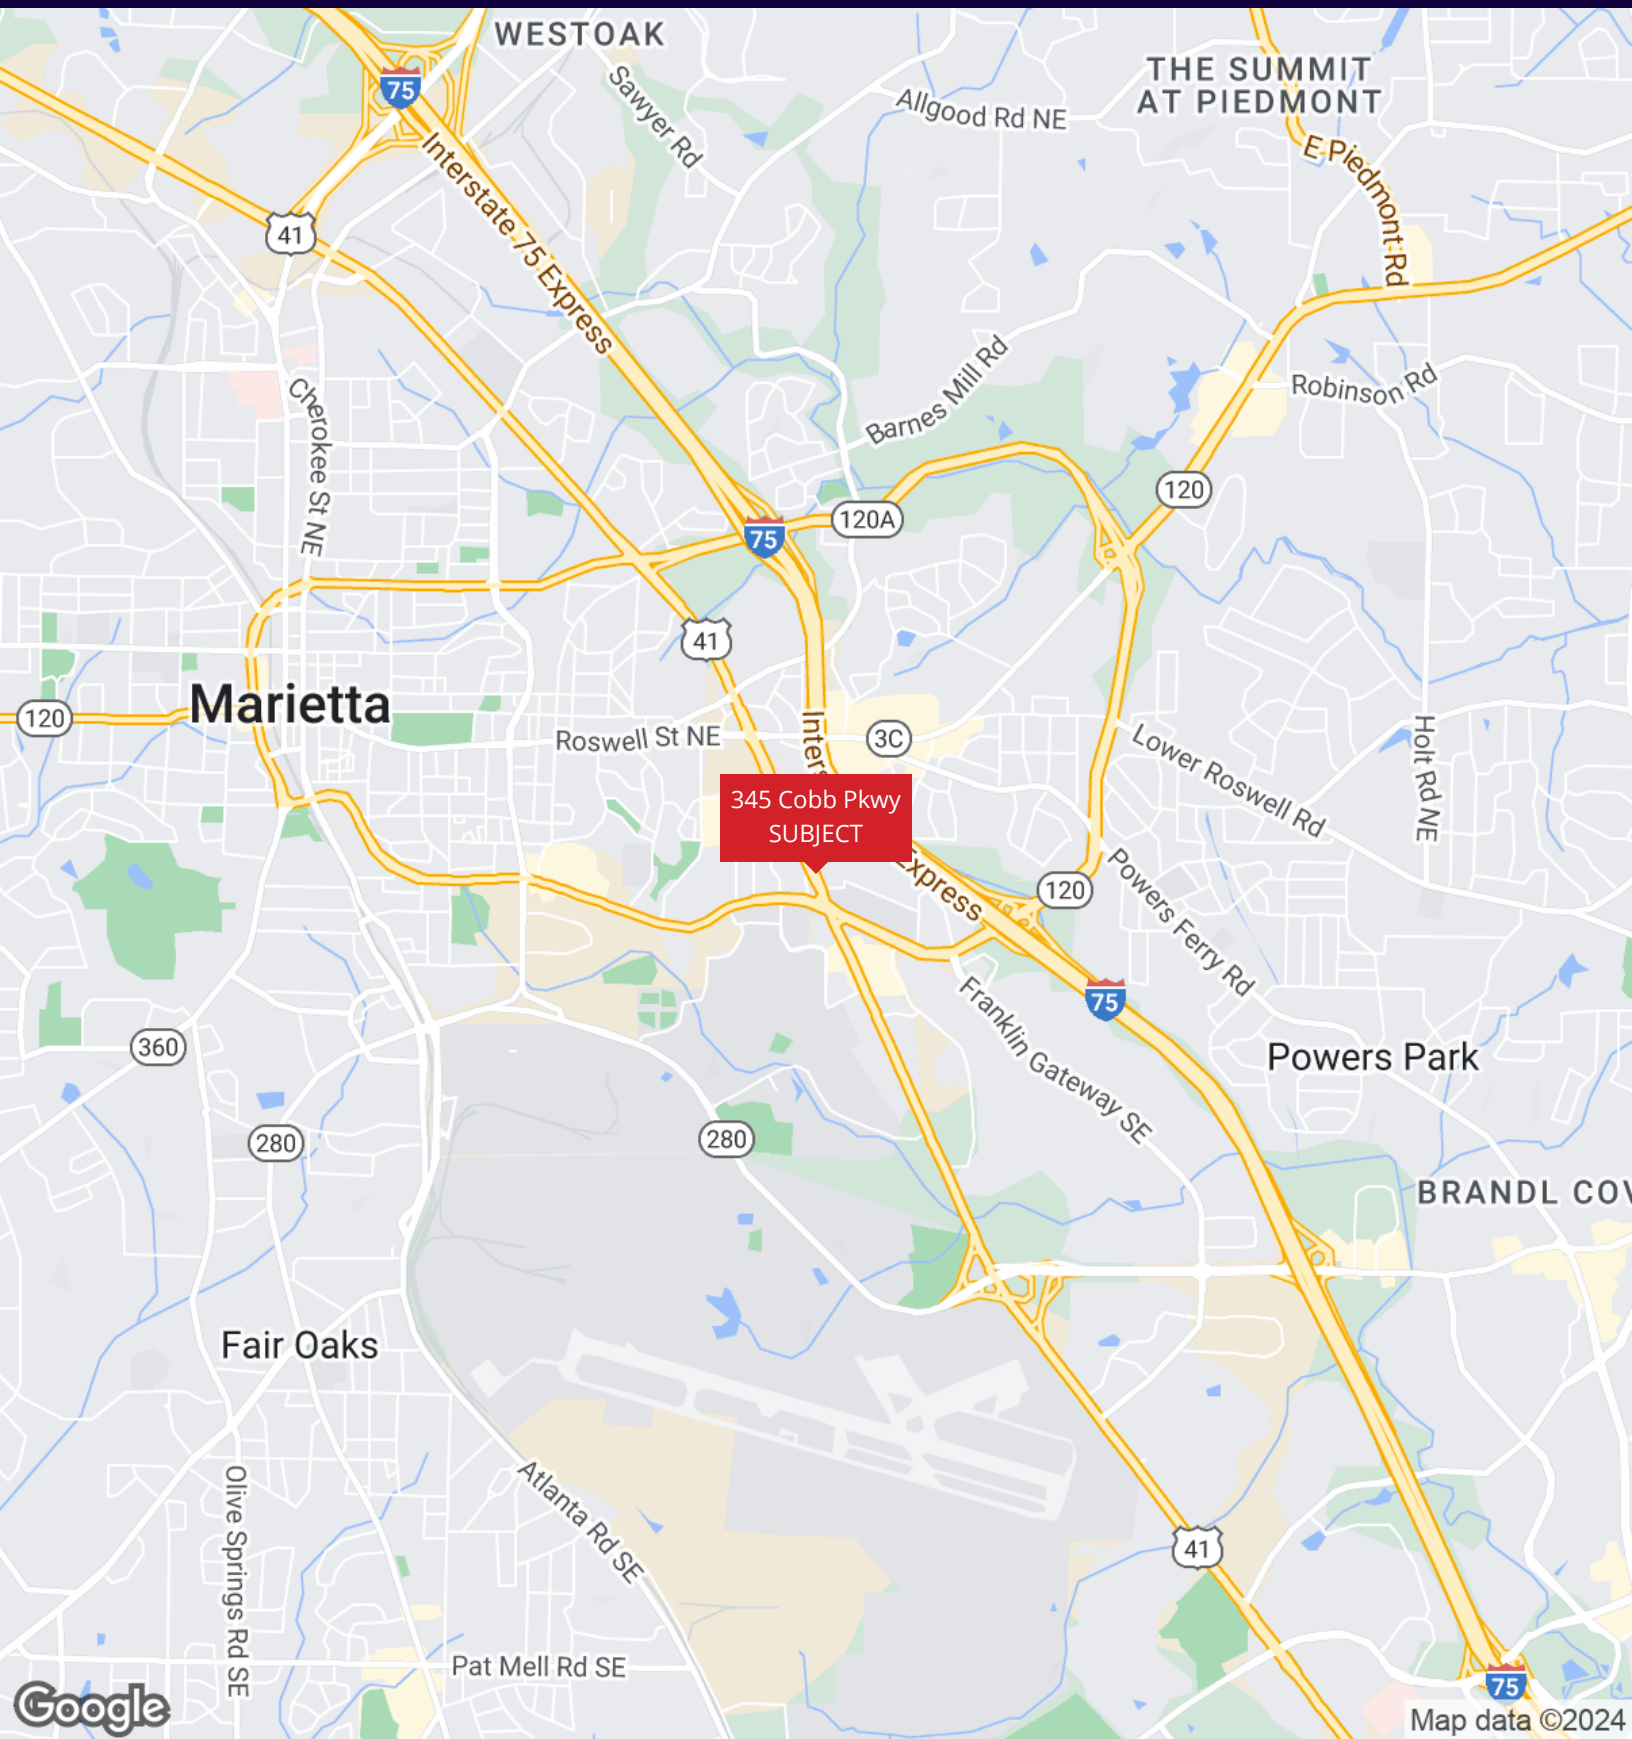 WESTOAK
THE SUMMIT
AT PIEDMONT
75
Sawyer Rd
Allgood Rd NE
E Piedmont Rd
Interstate 75 Express
41
Barnes Mill Rd
Robinson Rd
Cherokee St NE
120
120A
75
41
Marietta
120
Roswell St NE
3C
Inters
Lower Roswell Rd
Holt Rd NE
345 Cobb Pkwy
SUBJECT
Express
120
Powers Ferry Rd
75
Franklin Gateway SE
360
Powers Park
280
280
BRANDL COV
Fair Oaks
Olive Springs Rd SE
Atlanta Rd SE
41
Pat Mell Rd SE
75
Google
Map data ©2024